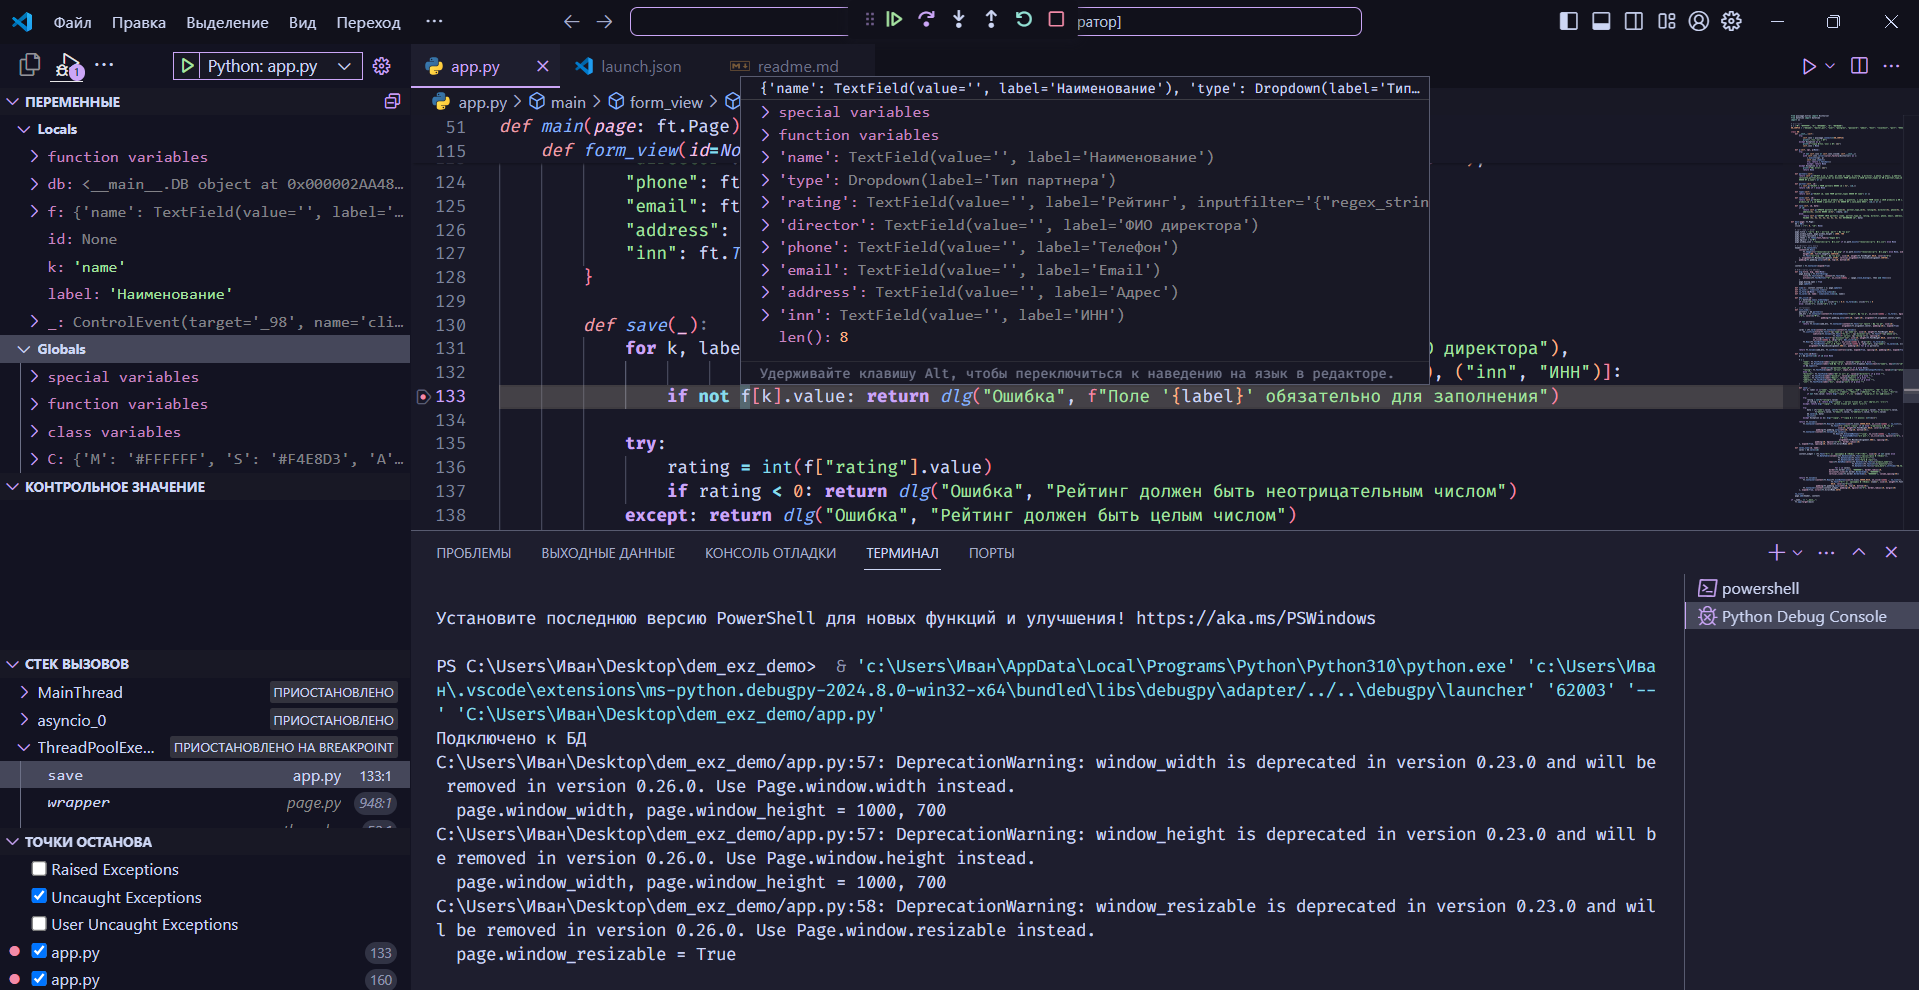 Файл Правка Выделение Вид Переход ···
ратор]
1 ··· Python: app.py
app.py launch.json readme.md
ПЕРЕМЕННЫЕ
Locals
function variables
db: <__main__.DB object at 0x000002AA48...
f: {'name': TextField(value='', label='...
id: None
k: 'name'
label: 'Наименование'
_: ControlEvent(target='_98', name='cli...
Globals
special variables
function variables
class variables
C: {'M': '#FFFFFF', 'S': '#F4E8D3', 'A'...
КОНТРОЛЬНОЕ ЗНАЧЕНИЕ
СТЕК ВЫЗОВОВ
MainThread ПРИОСТАНОВЛЕНО
asyncio_0 ПРИОСТАНОВЛЕНО
ThreadPoolExe... ПРИОСТАНОВЛЕНО НА BREAKPOINT
save app.py 133:1
wrapper page.py 948:1
ТОЧКИ ОСТАНОВА
Raised Exceptions
Uncaught Exceptions
User Uncaught Exceptions
app.py 133
app.py 160
app.py > main > form_view >
51 def main(page: ft.Page)
115 def form_view(id=No
124 "phone": ft
125 "email": ft
126 "address":
127 "inn": ft.T
128 }
129
130 def save(_):
131 for k, labe О директора"),
132 ), ("inn", "ИНН")]:
133 if not f[k].value: return dlg("Ошибка", f"Поле '{label}' обязательно для заполнения")
134
135 try:
136 rating = int(f["rating"].value)
137 if rating < 0: return dlg("Ошибка", "Рейтинг должен быть неотрицательным числом")
138 except: return dlg("Ошибка", "Рейтинг должен быть целым числом")
{'name': TextField(value='', label='Наименование'), 'type': Dropdown(label='Тип…
special variables
function variables
'name': TextField(value='', label='Наименование')
'type': Dropdown(label='Тип партнера')
'rating': TextField(value='', label='Рейтинг', inputfilter='{"regex_strin
'director': TextField(value='', label='ФИО директора')
'phone': TextField(value='', label='Телефон')
'email': TextField(value='', label='Email')
'address': TextField(value='', label='Адрес')
'inn': TextField(value='', label='ИНН')
len(): 8
Удерживайте клавишу Alt, чтобы переключиться к наведению на язык в редакторе.
ПРОБЛЕМЫ ВЫХОДНЫЕ ДАННЫЕ КОНСОЛЬ ОТЛАДКИ ТЕРМИНАЛ ПОРТЫ
Установите последнюю версию PowerShell для новых функций и улучшения! https://aka.ms/PSWindows
PS C:\Users\Иван\Desktop\dem_exz_demo> & 'c:\Users\Иван\AppData\Local\Programs\Python\Python310\python.exe' 'c:\Users\Ива
н\.vscode\extensions\ms-python.debugpy-2024.8.0-win32-x64\bundled\libs\debugpy\adapter/../..\debugpy\launcher' '62003' '--
' 'C:\Users\Иван\Desktop\dem_exz_demo/app.py'
Подключено к БД
C:\Users\Иван\Desktop\dem_exz_demo/app.py:57: DeprecationWarning: window_width is deprecated in version 0.23.0 and will be
removed in version 0.26.0. Use Page.window.width instead.
page.window_width, page.window_height = 1000, 700
C:\Users\Иван\Desktop\dem_exz_demo/app.py:57: DeprecationWarning: window_height is deprecated in version 0.23.0 and will b
e removed in version 0.26.0. Use Page.window.height instead.
page.window_width, page.window_height = 1000, 700
C:\Users\Иван\Desktop\dem_exz_demo/app.py:58: DeprecationWarning: window_resizable is deprecated in version 0.23.0 and wil
l be removed in version 0.26.0. Use Page.window.resizable instead.
page.window_resizable = True
powershell
Python Debug Console